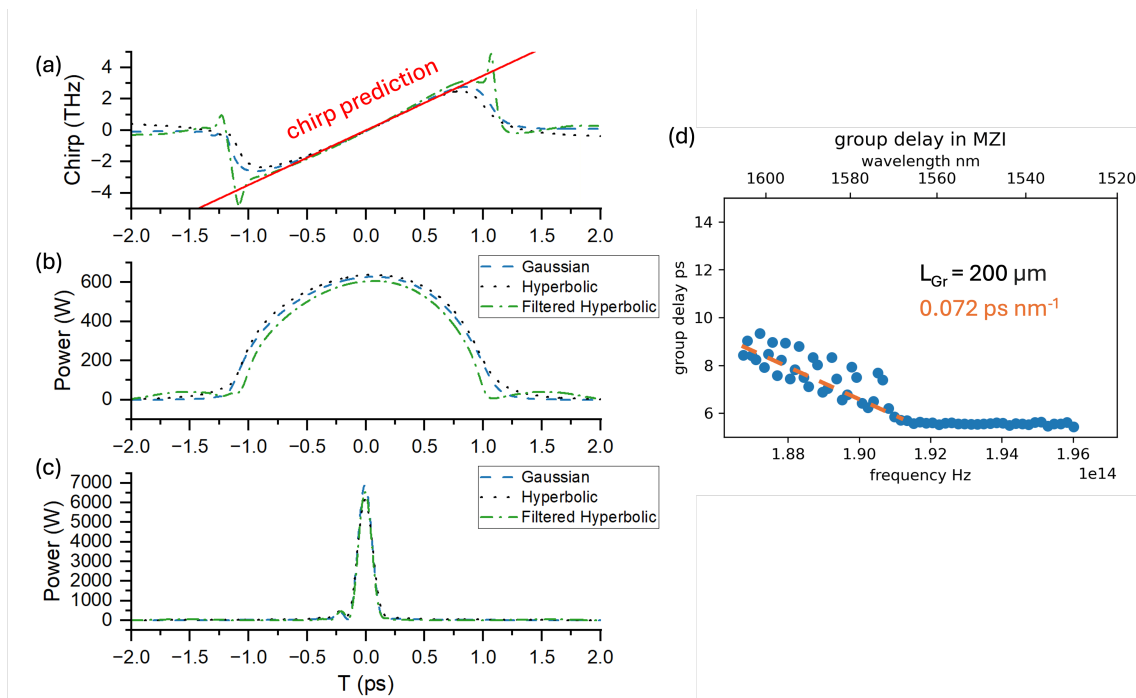 (a)
Chirp (THz)
4
2
0
−2
−4
chirp prediction
−2.0 −1.5 −1.0 −0.5 0.0 0.5 1.0 1.5 2.0
(b)
Power (W)
600
400
200
0
Gaussian
Hyperbolic
Filtered Hyperbolic
−2.0 −1.5 −1.0 −0.5 0.0 0.5 1.0 1.5 2.0
(c)
Power (W)
7000
6000
5000
4000
3000
2000
1000
0
Gaussian
Hyperbolic
Filtered Hyperbolic
−2.0 −1.5 −1.0 −0.5 0.0 0.5 1.0 1.5 2.0
T (ps)
(d)
group delay in MZI
wavelength nm
1600 1580 1560 1540 1520
group delay ps
14
12
10
8
6
L_Gr = 200 µm
0.072 ps nm⁻¹
1.88 1.90 1.92 1.94 1.96
frequency Hz
1e14